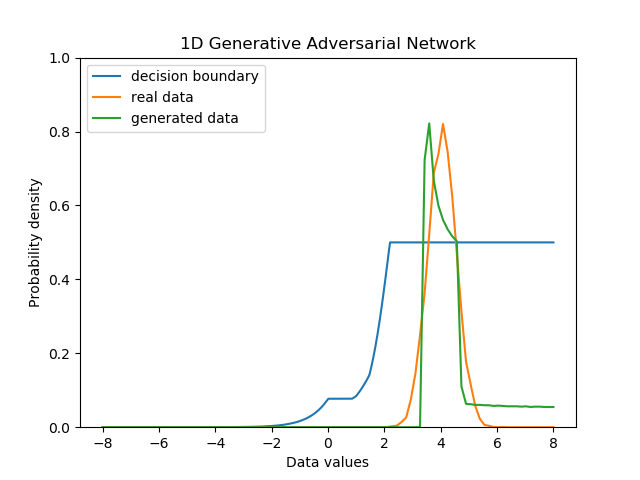 1D Generative Adversarial Network
decision boundary
real data
generated data
Probability density
1.0
0.8
0.6
0.4
0.2
0.0
−8 −6 −4 −2 0 2 4 6 8
Data values